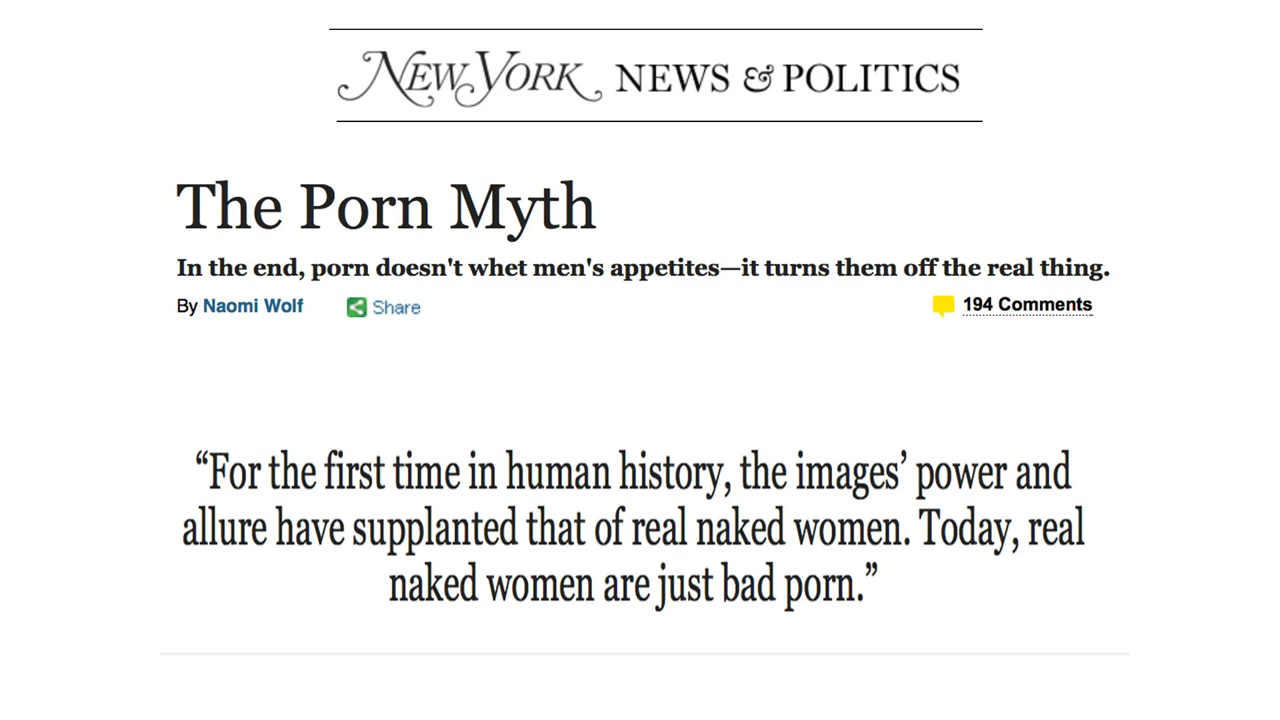 NEW YORK NEWS & POLITICS
The Porn Myth
In the end, porn doesn't whet men's appetites—it turns them off the real thing.
By Naomi Wolf Share 194 Comments
“For the first time in human history, the images’ power and
allure have supplanted that of real naked women. Today, real
naked women are just bad porn.”